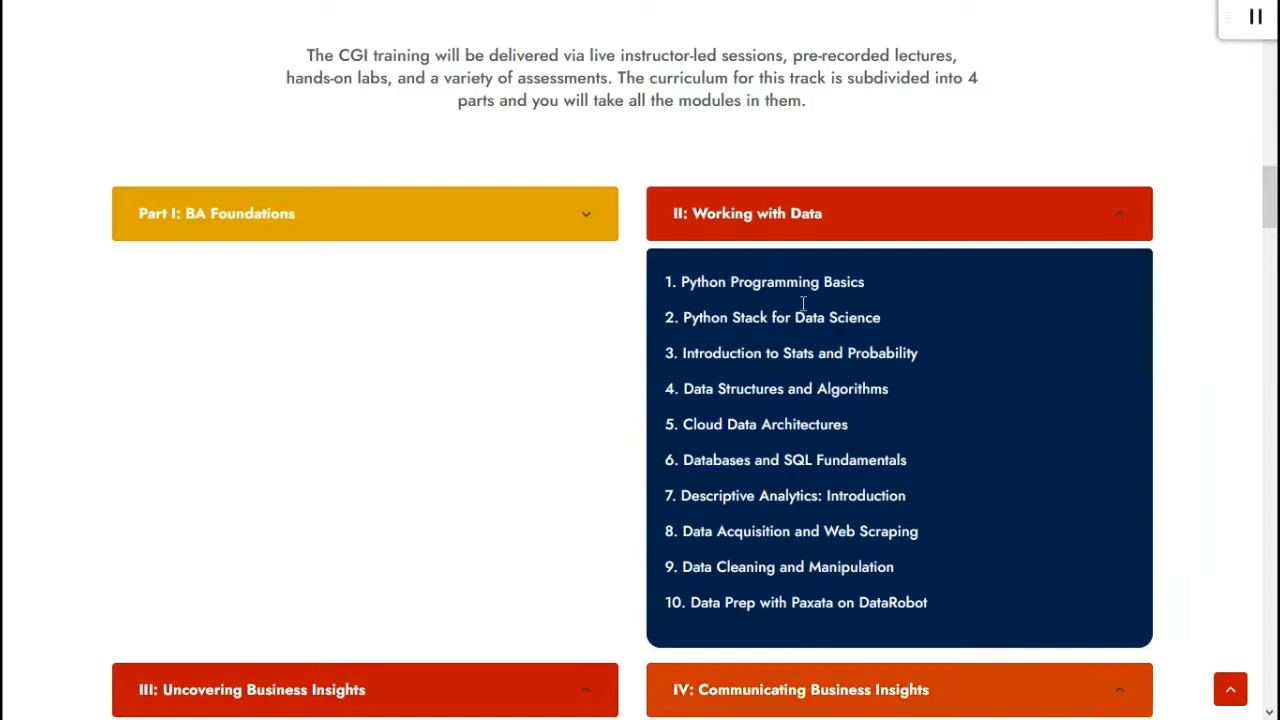 The CGI training will be delivered via live instructor-led sessions, pre-recorded lectures,
hands-on labs, and a variety of assessments. The curriculum for this track is subdivided into 4
parts and you will take all the modules in them.
Part I: BA Foundations
II: Working with Data
1. Python Programming Basics
2. Python Stack for Data Science
3. Introduction to Stats and Probability
4. Data Structures and Algorithms
5. Cloud Data Architectures
6. Databases and SQL Fundamentals
7. Descriptive Analytics: Introduction
8. Data Acquisition and Web Scraping
9. Data Cleaning and Manipulation
10. Data Prep with Paxata on DataRobot
III: Uncovering Business Insights
IV: Communicating Business Insights